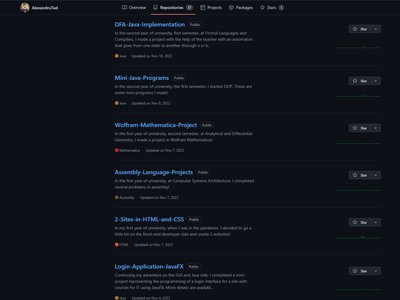 AlexandruTud
Overview
Repositories 17
Projects
Packages
Stars 5
DFA-Java-Implementation Public
Star
In the second year of university, first semester, at Formal Languages and
Compilers, I made a project with the help of the teacher with an automaton
that goes from one state to another through a or b.
Java Updated on Nov 16, 2022
Mini-Java-Programs Public
Star
In the second year of university, the first semester, I started OOP. These are
some mini-programs I made!
Java Updated on Nov 8, 2022
Wolfram-Mathematica-Project Public
Star
In the first year of university, second semester, at Analytical and Differential
Geometry, I made a project in Wolfram Mathematica!
Mathematica Updated on Nov 7, 2022
Assembly-Language-Projects Public
Star
In the first year of university, at Computer Systems Architecture, I completed
several problems in assembly!
Assembly Updated on Nov 7, 2022
2-Sites-in-HTML-and-CSS Public
Star
In my first year of university, when I was in the pandemic, I decided to go a
little bit on the front-end developer side and create 2 websites!
HTML Updated on Nov 7, 2022
Login-Application-JavaFX Public
Star
Continuing my adventure on the GUI and Java side, I completed a mini-
project representing the programming of a login interface for a site with
courses for IT using JavaFX. More details are availabl...
Java Updated on Nov 4, 2022